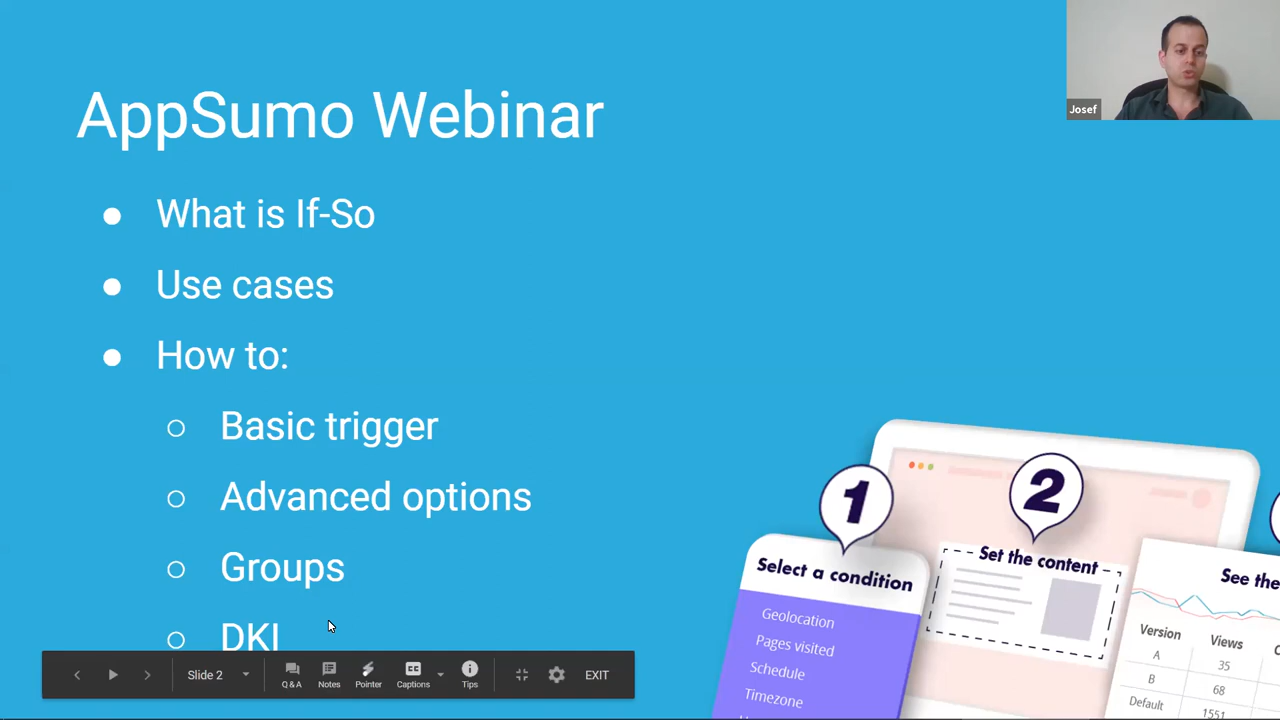 AppSumo Webinar
Josef
What is If-So
Use cases
How to:
Basic trigger
Advanced options
Groups
DKI
1
2
Select a condition
Geolocation
Pages visited
Schedule
Timezone
Set the content
See the
Version Views
A 35
B 68
Default 1551
Slide 2
Q & A
Notes
Pointer
CC
Captions
Tips
EXIT